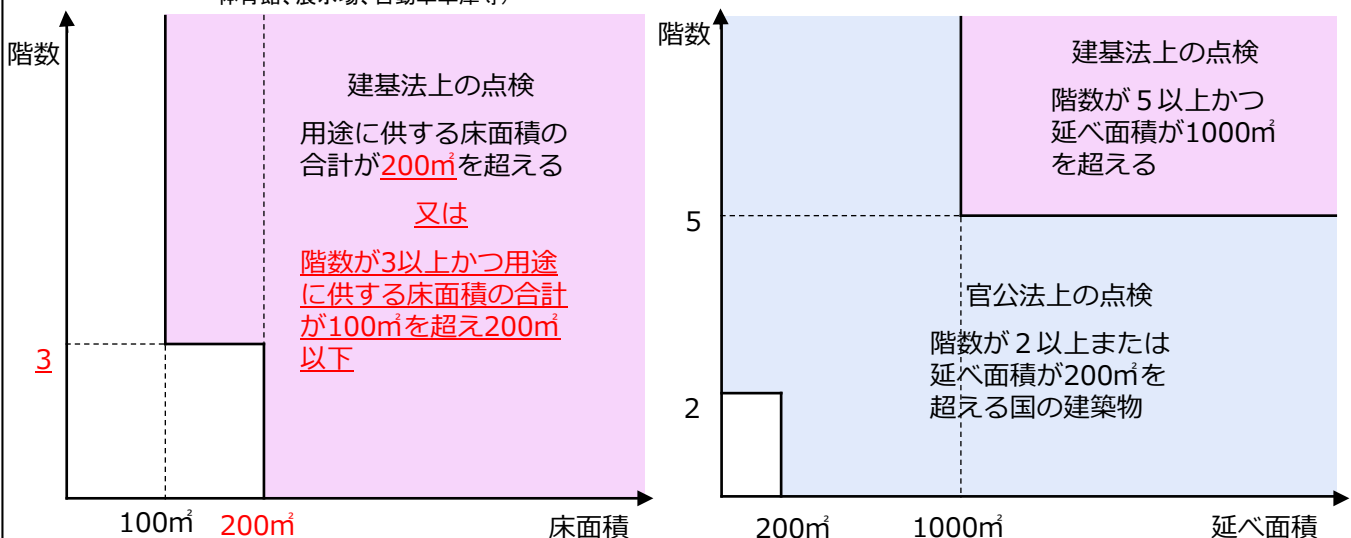 体育館、展示場、自動車車庫等)
階数
建基法上の点検
用途に供する床面積の
合計が200㎡を超える
又は
階数が3以上かつ用途
に供する床面積の合計
が100㎡を超え200㎡
以下
3
100㎡
200㎡
床面積
階数
建基法上の点検
階数が5以上かつ
延べ面積が1000㎡
を超える
5
官公法上の点検
階数が2以上または
延べ面積が200㎡を
超える国の建築物
2
200㎡
1000㎡
延べ面積